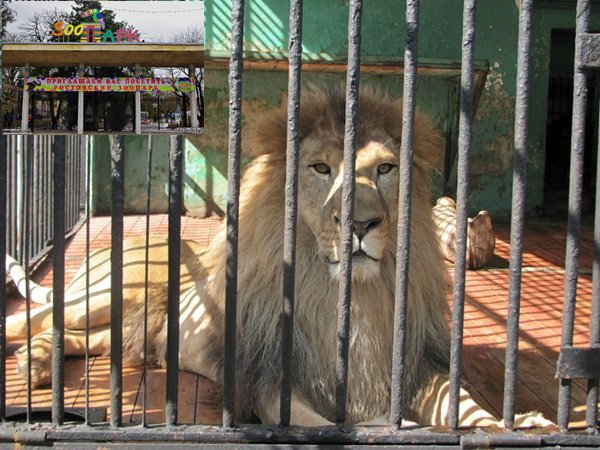 ЗООПАРК
ПРИГЛАШАЕМ ВАС ПОСЕТИТЬ
РОСТОВСКИЙ ЗООПАРК